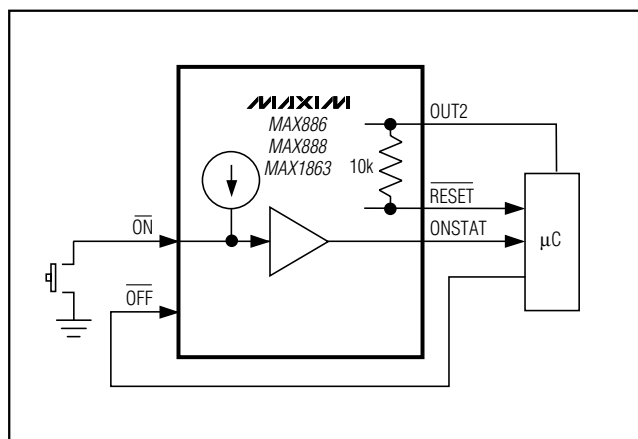 MAXIM
MAX886
MAX888
MAX1863
OUT2
10k
RESET
ON
ONSTAT
µC
OFF